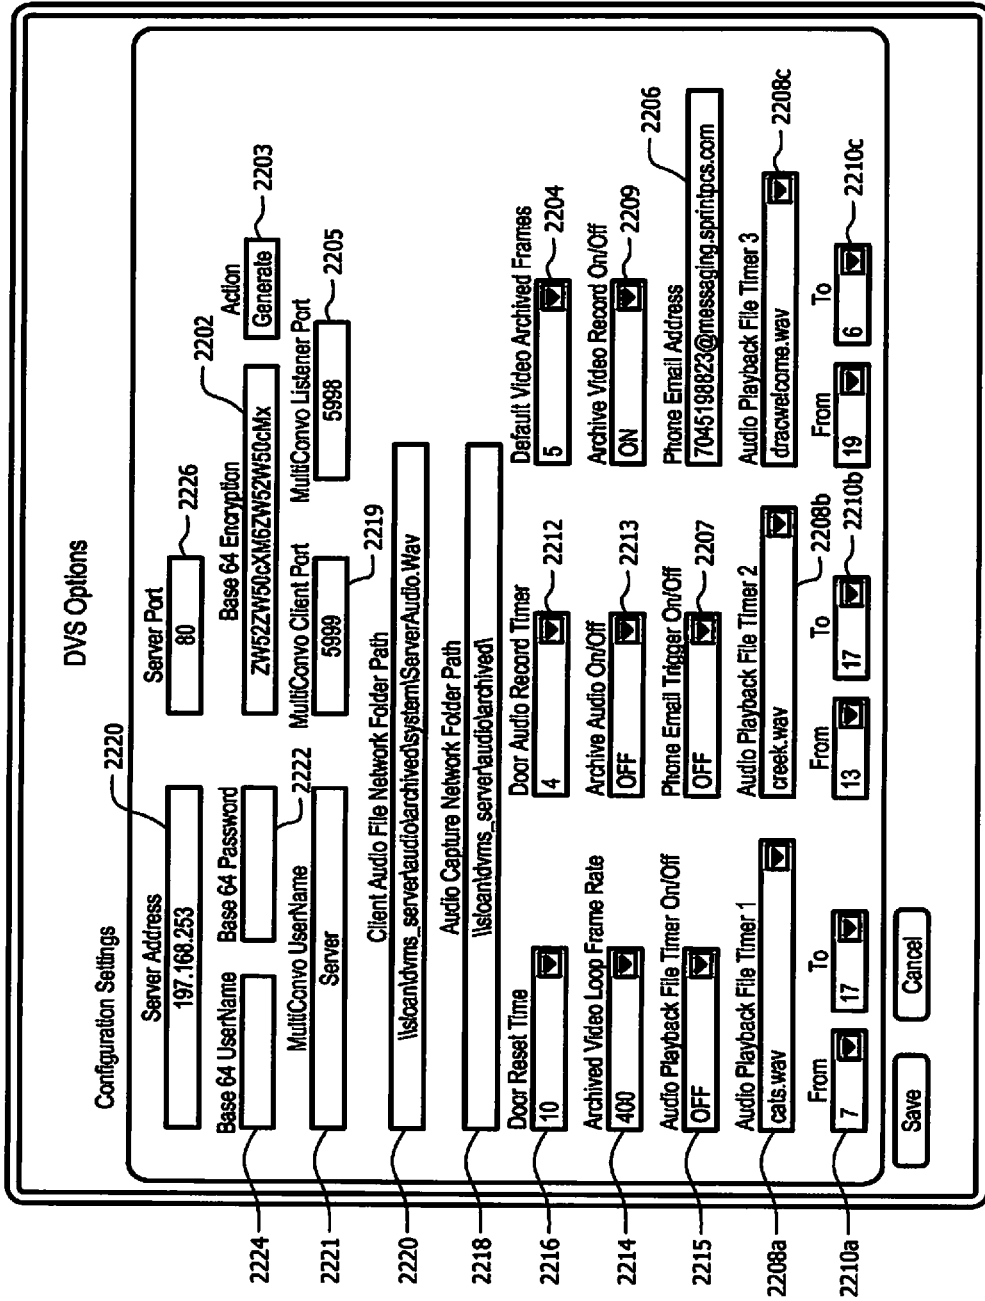 DVS Options
Configuration Settings
2220
Server Address
Server Port
197.168.253
80
2226
Base 64 UserName
Base 64 Password
Base 64 Encryption
Action
2224
2222
ZW52ZW50cXM6ZW52W50cMx
2202
Generate
2203
MultiConvo UserName
MultiConvo Client Port
MultiConvo Listener Port
2221
Server
5999
2219
5998
2205
Client Audio File Network Folder Path
2220
\\sloan\dvms_server\audio\archived\system\ServerAudio.Wav
Audio Capture Network Folder Path
2218
\\sloan\dvms_server\audio\archived\
Door Reset Time
Door Audio Record Timer
Default Video Archived Frames
2216
10
4
2212
5
2204
Archived Video Loop Frame Rate
Archive Audio On/Off
Archive Video Record On/Off
2214
400
OFF
2213
ON
2209
Audio Playback File Timer On/Off
Phone Email Trigger On/Off
Phone Email Address
2206
2215
OFF
OFF
2207
7045198823@messaging.sprintpcs.com
Audio Playback File Timer 1
Audio Playback File Timer 2
Audio Playback File Timer 3
2208a
cats.wav
creek.wav
2208b
dracwelcome.wav
2208c
From
To
From
To
From
To
2210a
7
17
13
17
2210b
19
6
2210c
Save
Cancel